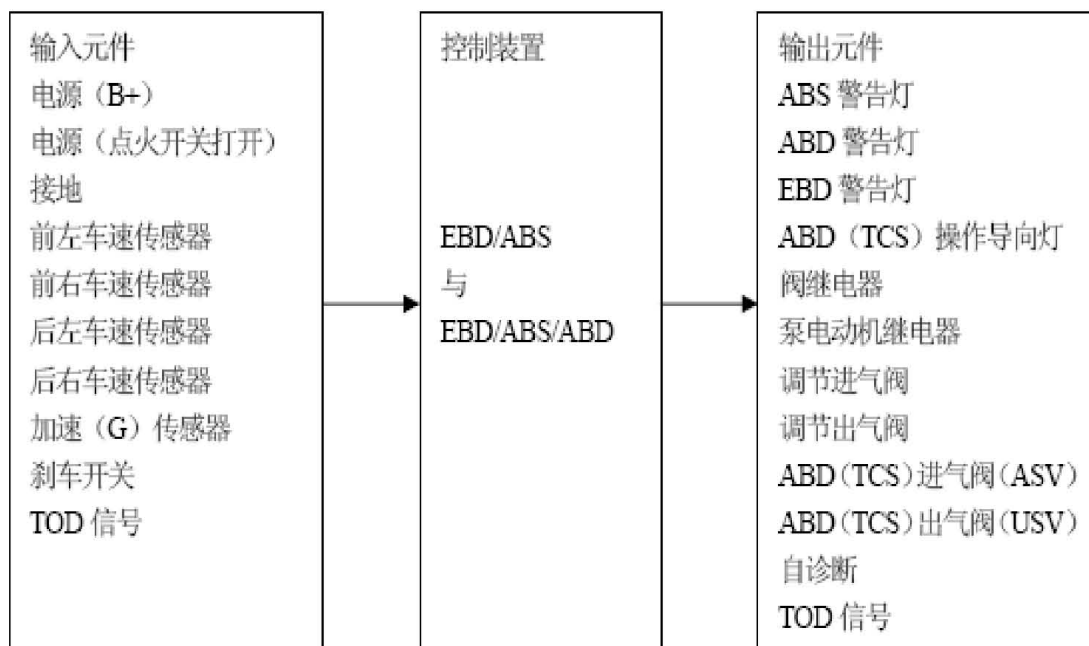 输入元件
电源（B+）
电源（点火开关打开）
接地
前左车速传感器
前右车速传感器
后左车速传感器
后右车速传感器
加速（G）传感器
刹车开关
TOD 信号
控制装置
EBD/ABS
与
EBD/ABS/ABD
输出元件
ABS 警告灯
ABD 警告灯
EBD 警告灯
ABD（TCS）操作导向灯
阀继电器
泵电动机继电器
调节进气阀
调节出气阀
ABD（TCS）进气阀（ASV）
ABD（TCS）出气阀（USV）
自诊断
TOD 信号